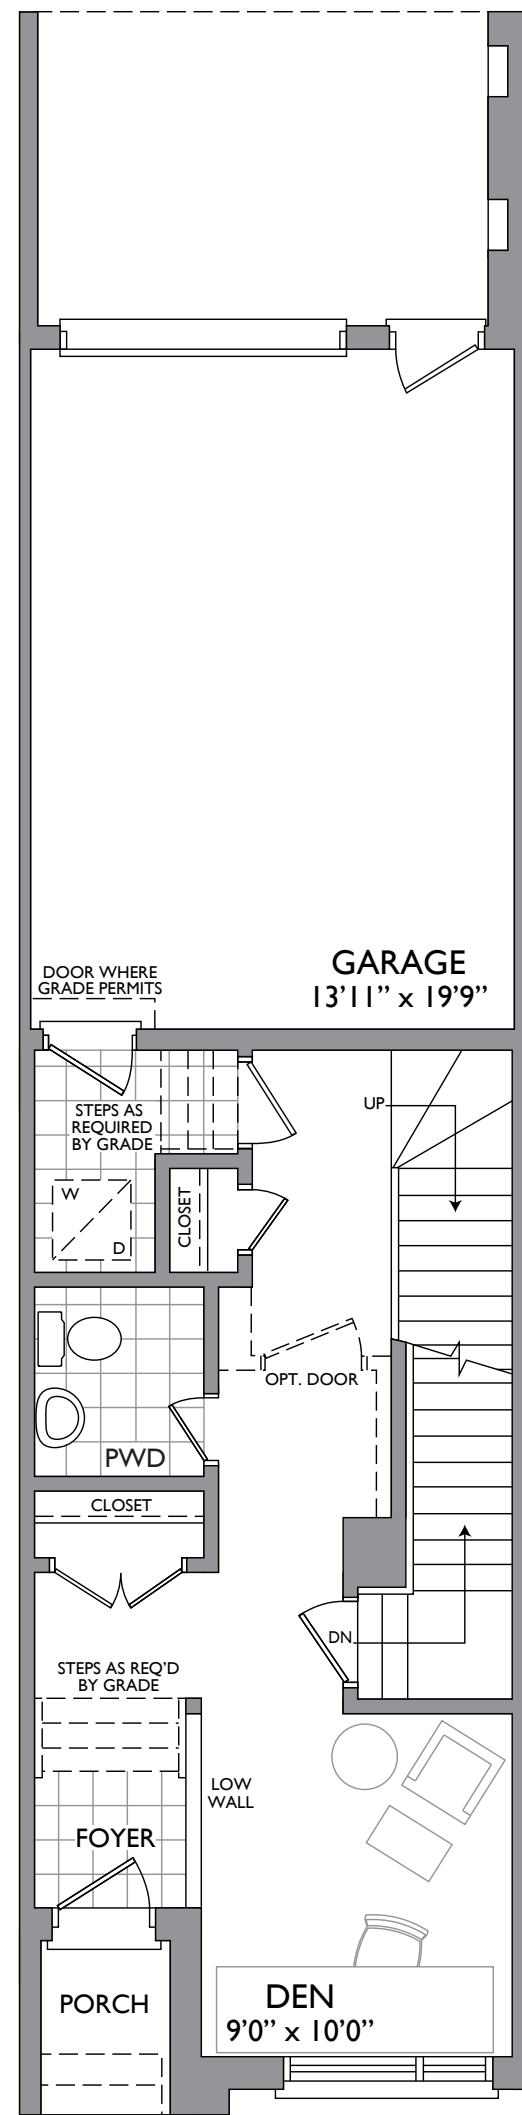 DOOR WHERE
GRADE PERMITS
GARAGE
13'11” x 19'9”
STEPS AS
REQUIRED
BY GRADE
UP
W
D
CLOSET
OPT. DOOR
PWD
CLOSET
DN
STEPS AS REQ'D
BY GRADE
LOW
WALL
FOYER
PORCH
DEN
9'0” x 10'0”